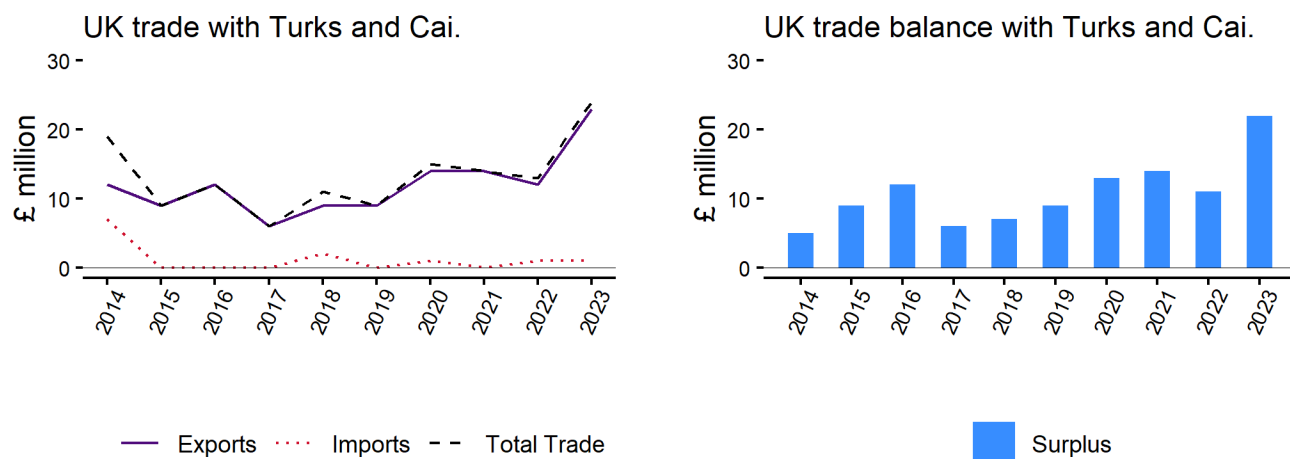 UK trade with Turks and Cai.
30
20
10
0
£ million
2014 2015 2016 2017 2018 2019 2020 2021 2022 2023
Exports Imports Total Trade
UK trade balance with Turks and Cai.
30
20
10
0
£ million
2014 2015 2016 2017 2018 2019 2020 2021 2022 2023
Surplus